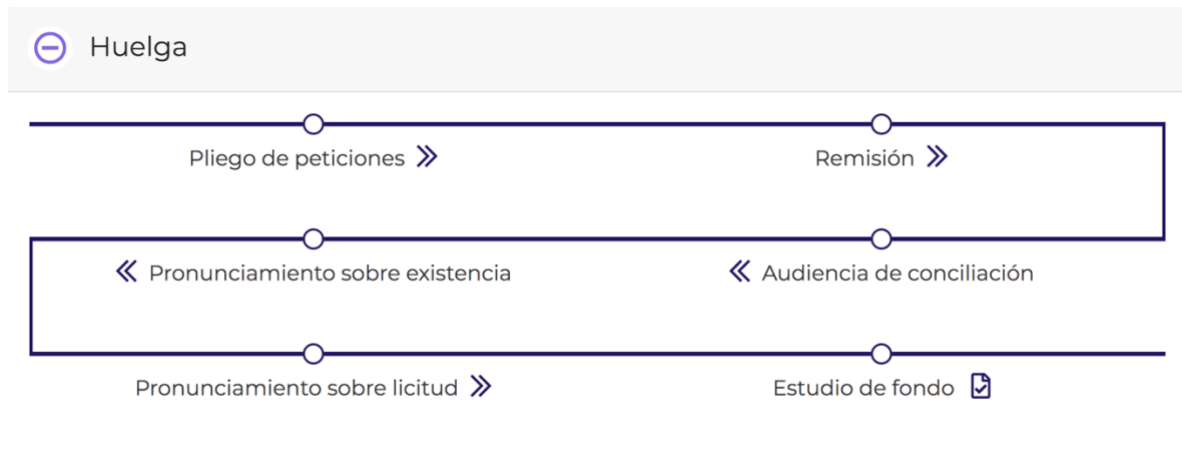 Huelga
Pliego de peticiones
Remisión
Audiencia de conciliación
Pronunciamiento sobre existencia
Pronunciamiento sobre licitud
Estudio de fondo